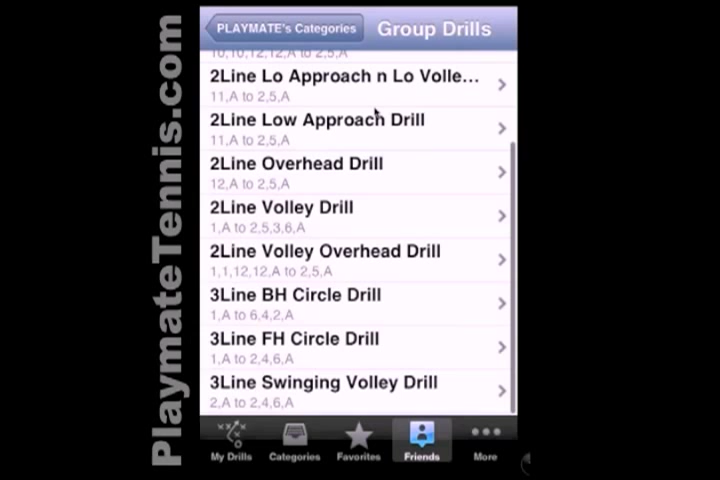 PLAYMATE's Categories
Group Drills
10,10,12,12,A to 2,5,A
2Line Lo Approach n Lo Volle...
11,A to 2,5,A
2Line Low Approach Drill
11,A to 2,5,A
2Line Overhead Drill
12,A to 2,5,A
2Line Volley Drill
1,A to 2,5,3,6,A
2Line Volley Overhead Drill
1,1,12,12,A to 2,5,A
3Line BH Circle Drill
1,A to 6,4,2,A
3Line FH Circle Drill
1,A to 2,4,6,A
3Line Swinging Volley Drill
2,A to 2,4,6,A
My Drills
Categories
Favorites
Friends
More
PlaymateTennis.com